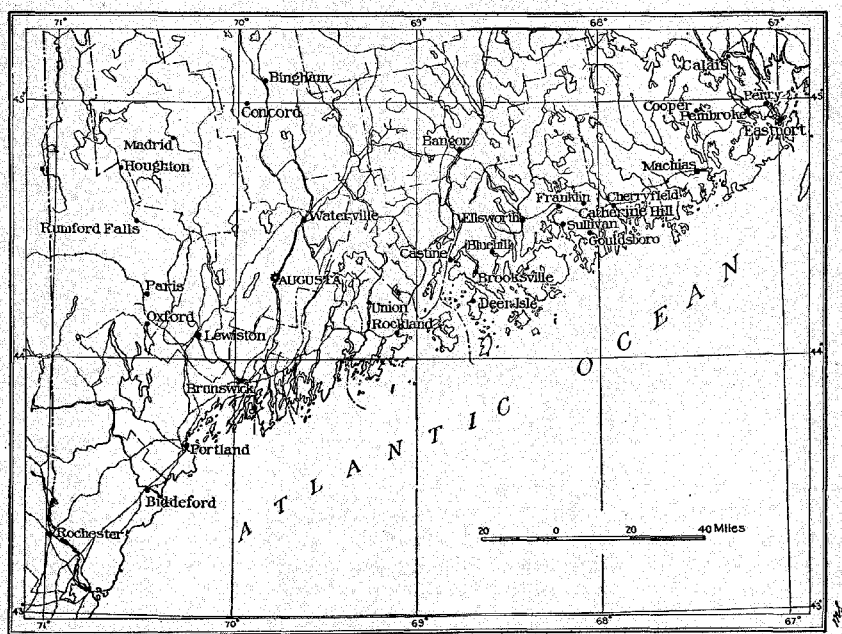 71° 70° 69° 68° 67°
Calais
Bingham
Perry
45°
Concord
Cooper
Pembroke
45°
Eastport
Madrid
Bangor
Houghton
Machias
Franklin
Cherryfield
Waterville
Ellsworth
Catherine Hill
Rumford Falls
Sullivan
Gouldsboro
(Bluehill)
Castine
AUGUSTA
Brooksville
Paris
Deer Isle
Union
Oxford
Rockland
Lewiston
44°
44°
Brunswick
ATLANTIC OCEAN
Portland
Biddeford
Rochester
20 0 20 40 Miles
43°
43°
71° 70° 69° 68° 67°